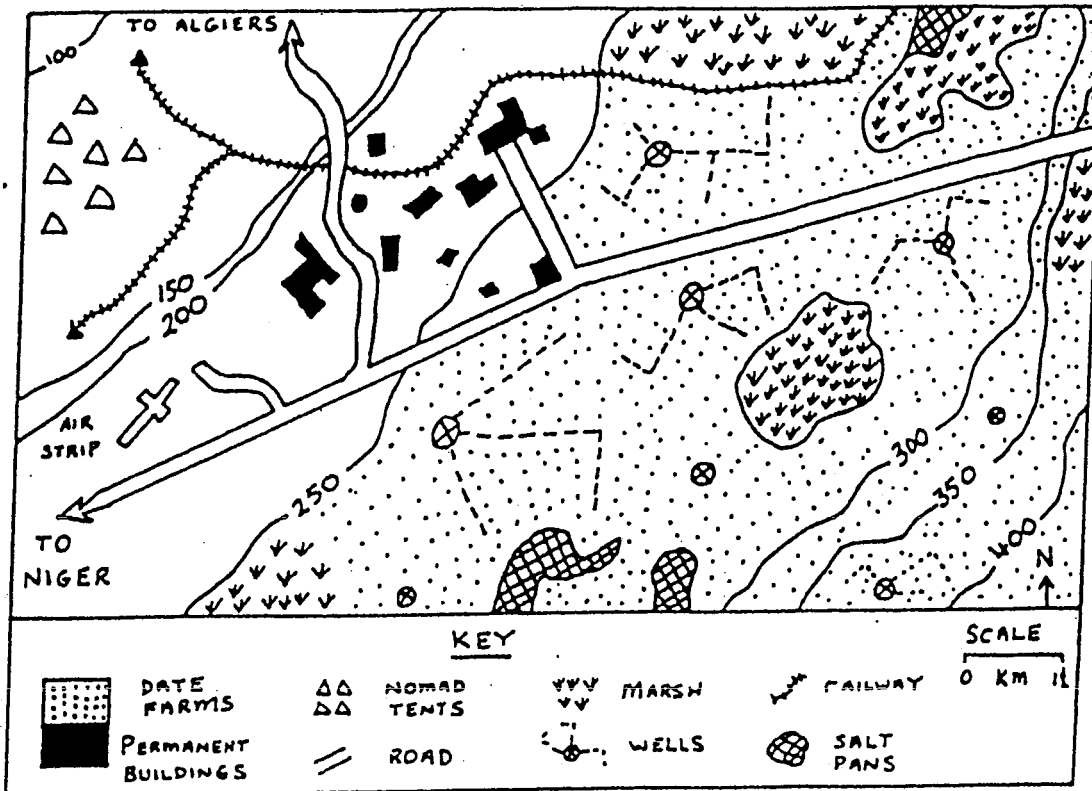 TO ALGIERS
100
150
200
AIR
STRIP
250
300
350
400
TO
NIGER
N
KEY
SCALE
0 KM
DATE
FARMS
NOMAD
TENTS
MARSH
RAILWAY
PERMANENT
BUILDINGS
ROAD
WELLS
SALT
PANS